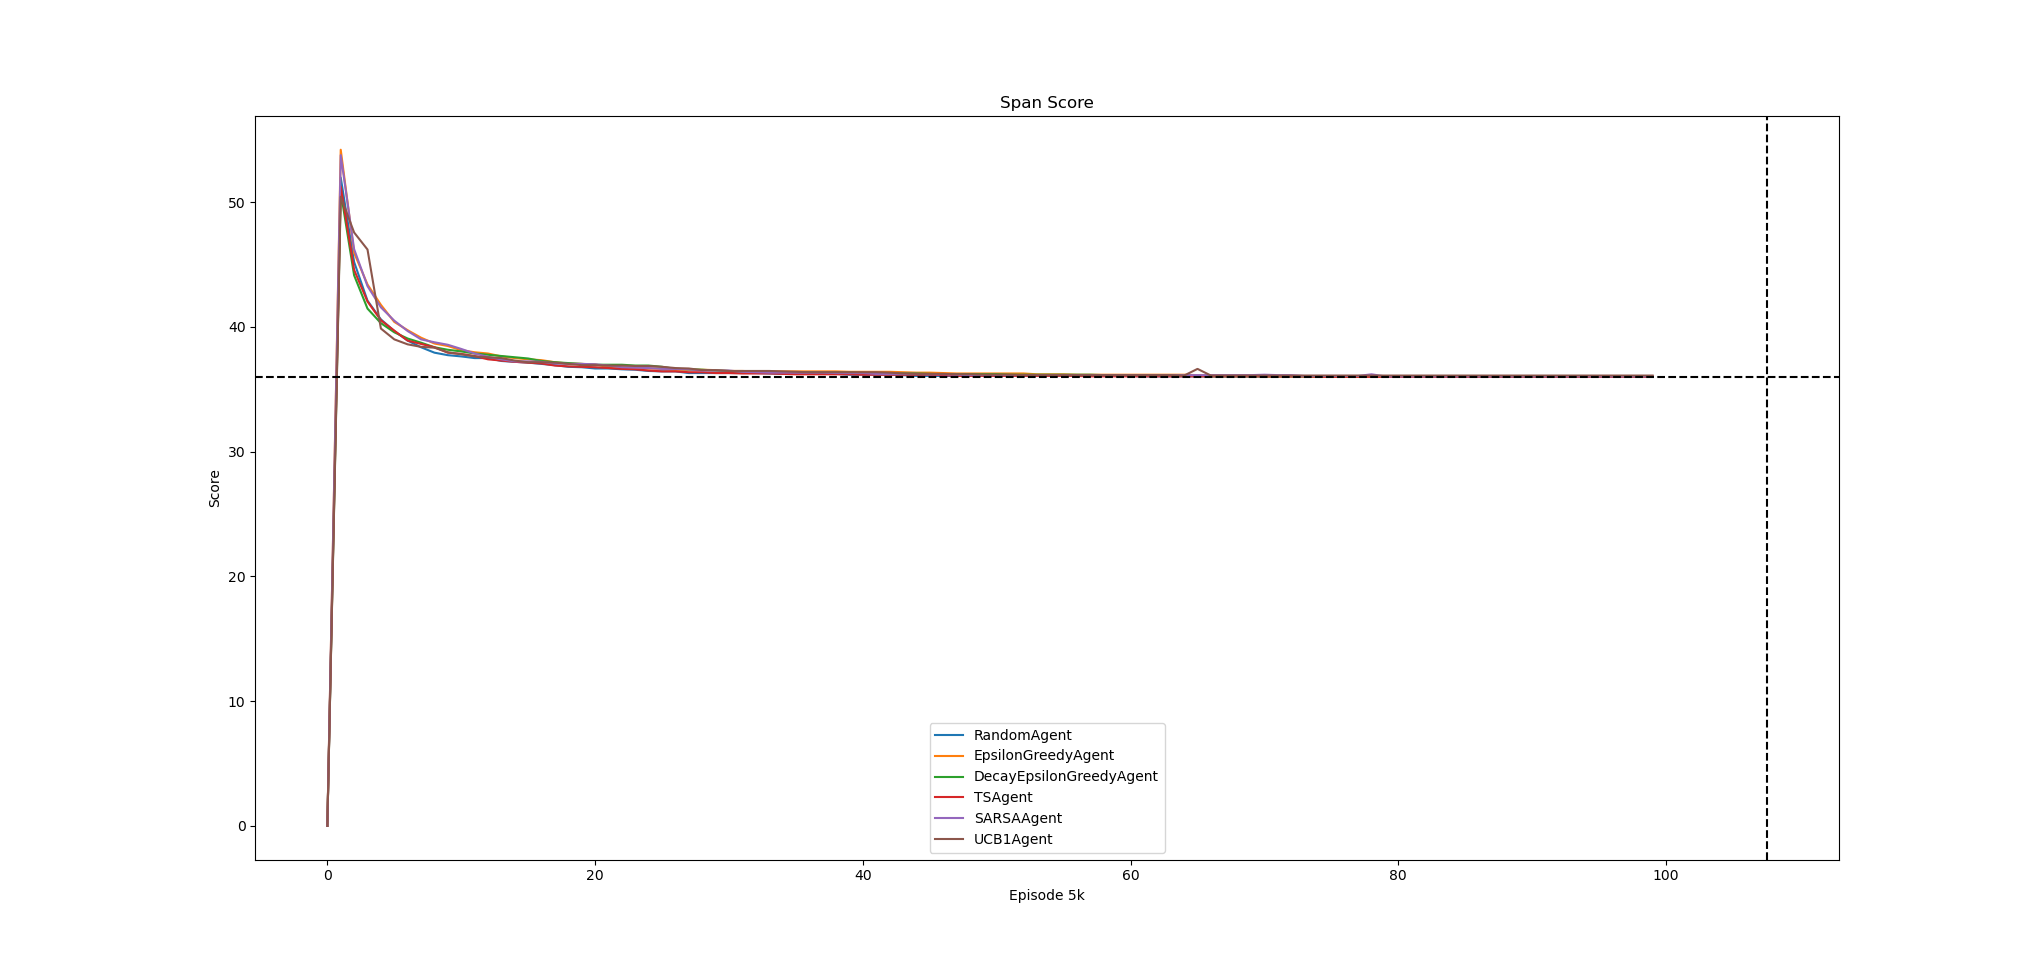 Span Score
50
40
30
20
10
0
Score
0 20 40 60 80 100
Episode 5k
RandomAgent
EpsilonGreedyAgent
DecayEpsilonGreedyAgent
TSAgent
SARSAAgent
UCB1Agent